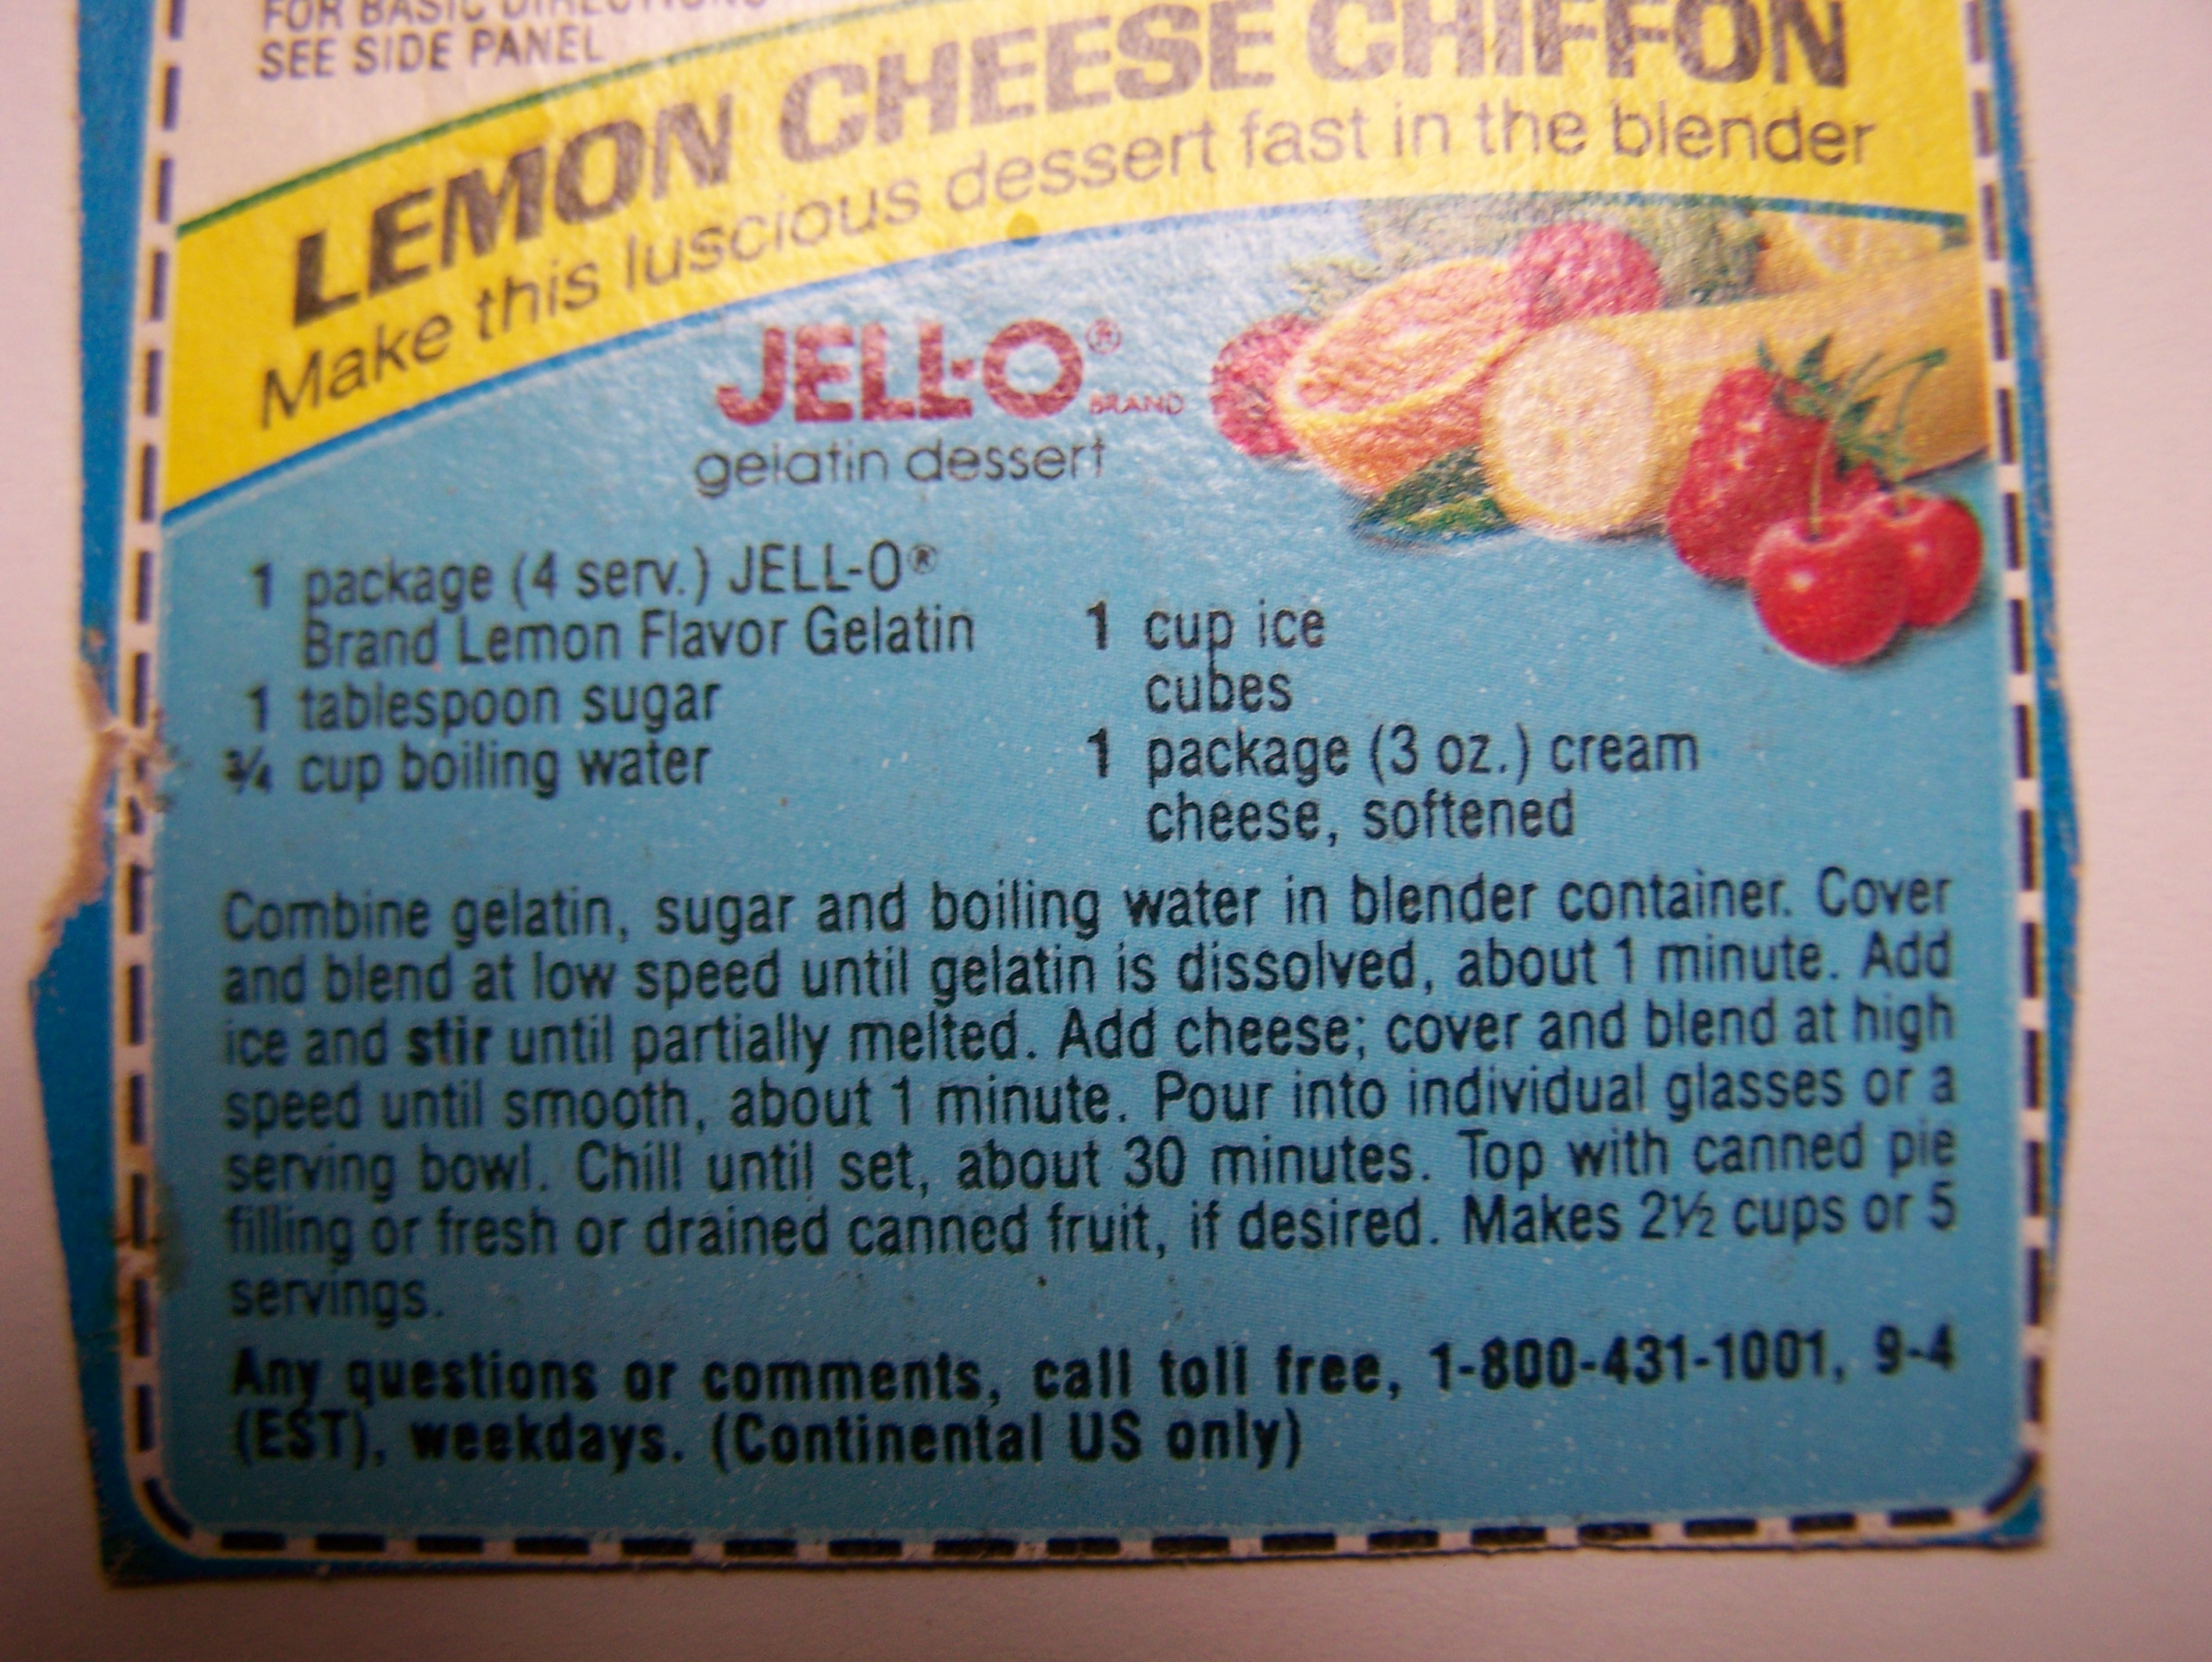 FOR BASIC DIRECTIONS
SEE SIDE PANEL
LEMON CHEESE CHIFFON
Make this luscious dessert fast in the blender
JELL-O®
BRAND
gelatin dessert
1 package (4 serv.) JELL-O®
Brand Lemon Flavor Gelatin
1 tablespoon sugar
¾ cup boiling water
1 cup ice
cubes
1 package (3 oz.) cream
cheese, softened
Combine gelatin, sugar and boiling water in blender container. Cover
and blend at low speed until gelatin is dissolved, about 1 minute. Add
ice and stir until partially melted. Add cheese; cover and blend at high
speed until smooth, about 1 minute. Pour into individual glasses or a
serving bowl. Chill until set, about 30 minutes. Top with canned pie
filling or fresh or drained canned fruit, if desired. Makes 2½ cups or 5
servings.
Any questions or comments, call toll free, 1-800-431-1001, 9-4
(EST), weekdays. (Continental US only)